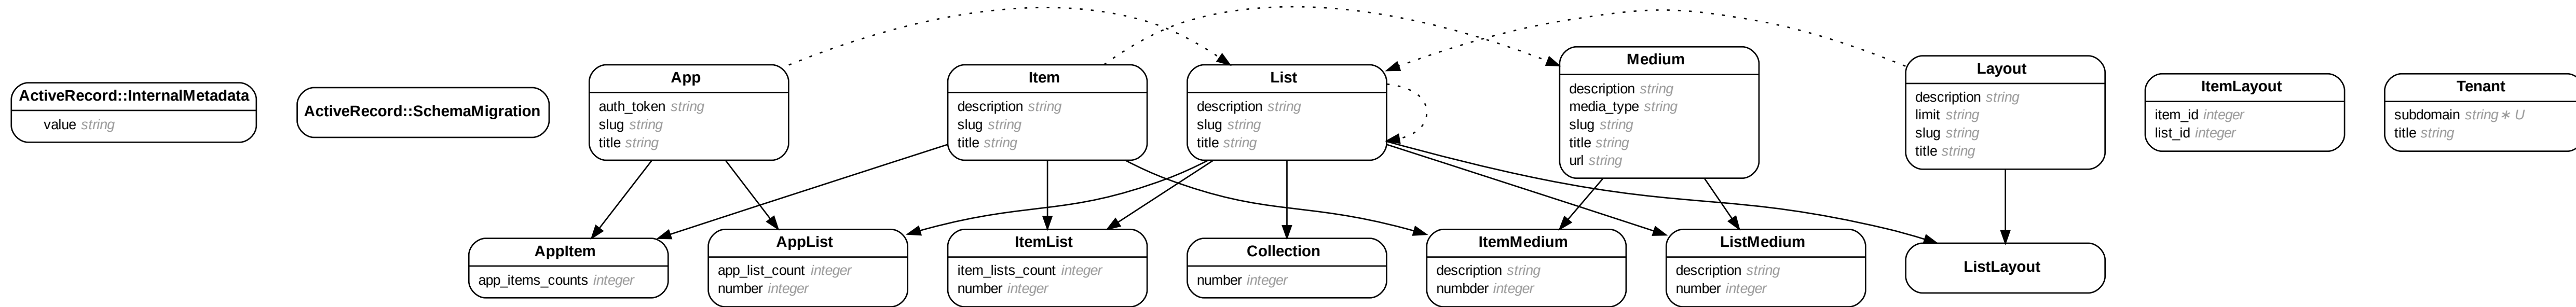 ActiveRecord::InternalMetadata
value string
ActiveRecord::SchemaMigration
App
auth_token string
slug string
title string
Item
description string
slug string
title string
List
description string
slug string
title string
Medium
description string
media_type string
slug string
title string
url string
Layout
description string
limit string
slug string
title string
ItemLayout
item_id integer
list_id integer
Tenant
subdomain string∗ U
title string
AppItem
app_items_counts integer
AppList
app_list_count integer
number integer
ItemList
item_lists_count integer
number integer
Collection
number integer
ItemMedium
description string
numbder integer
ListMedium
description string
number integer
ListLayout